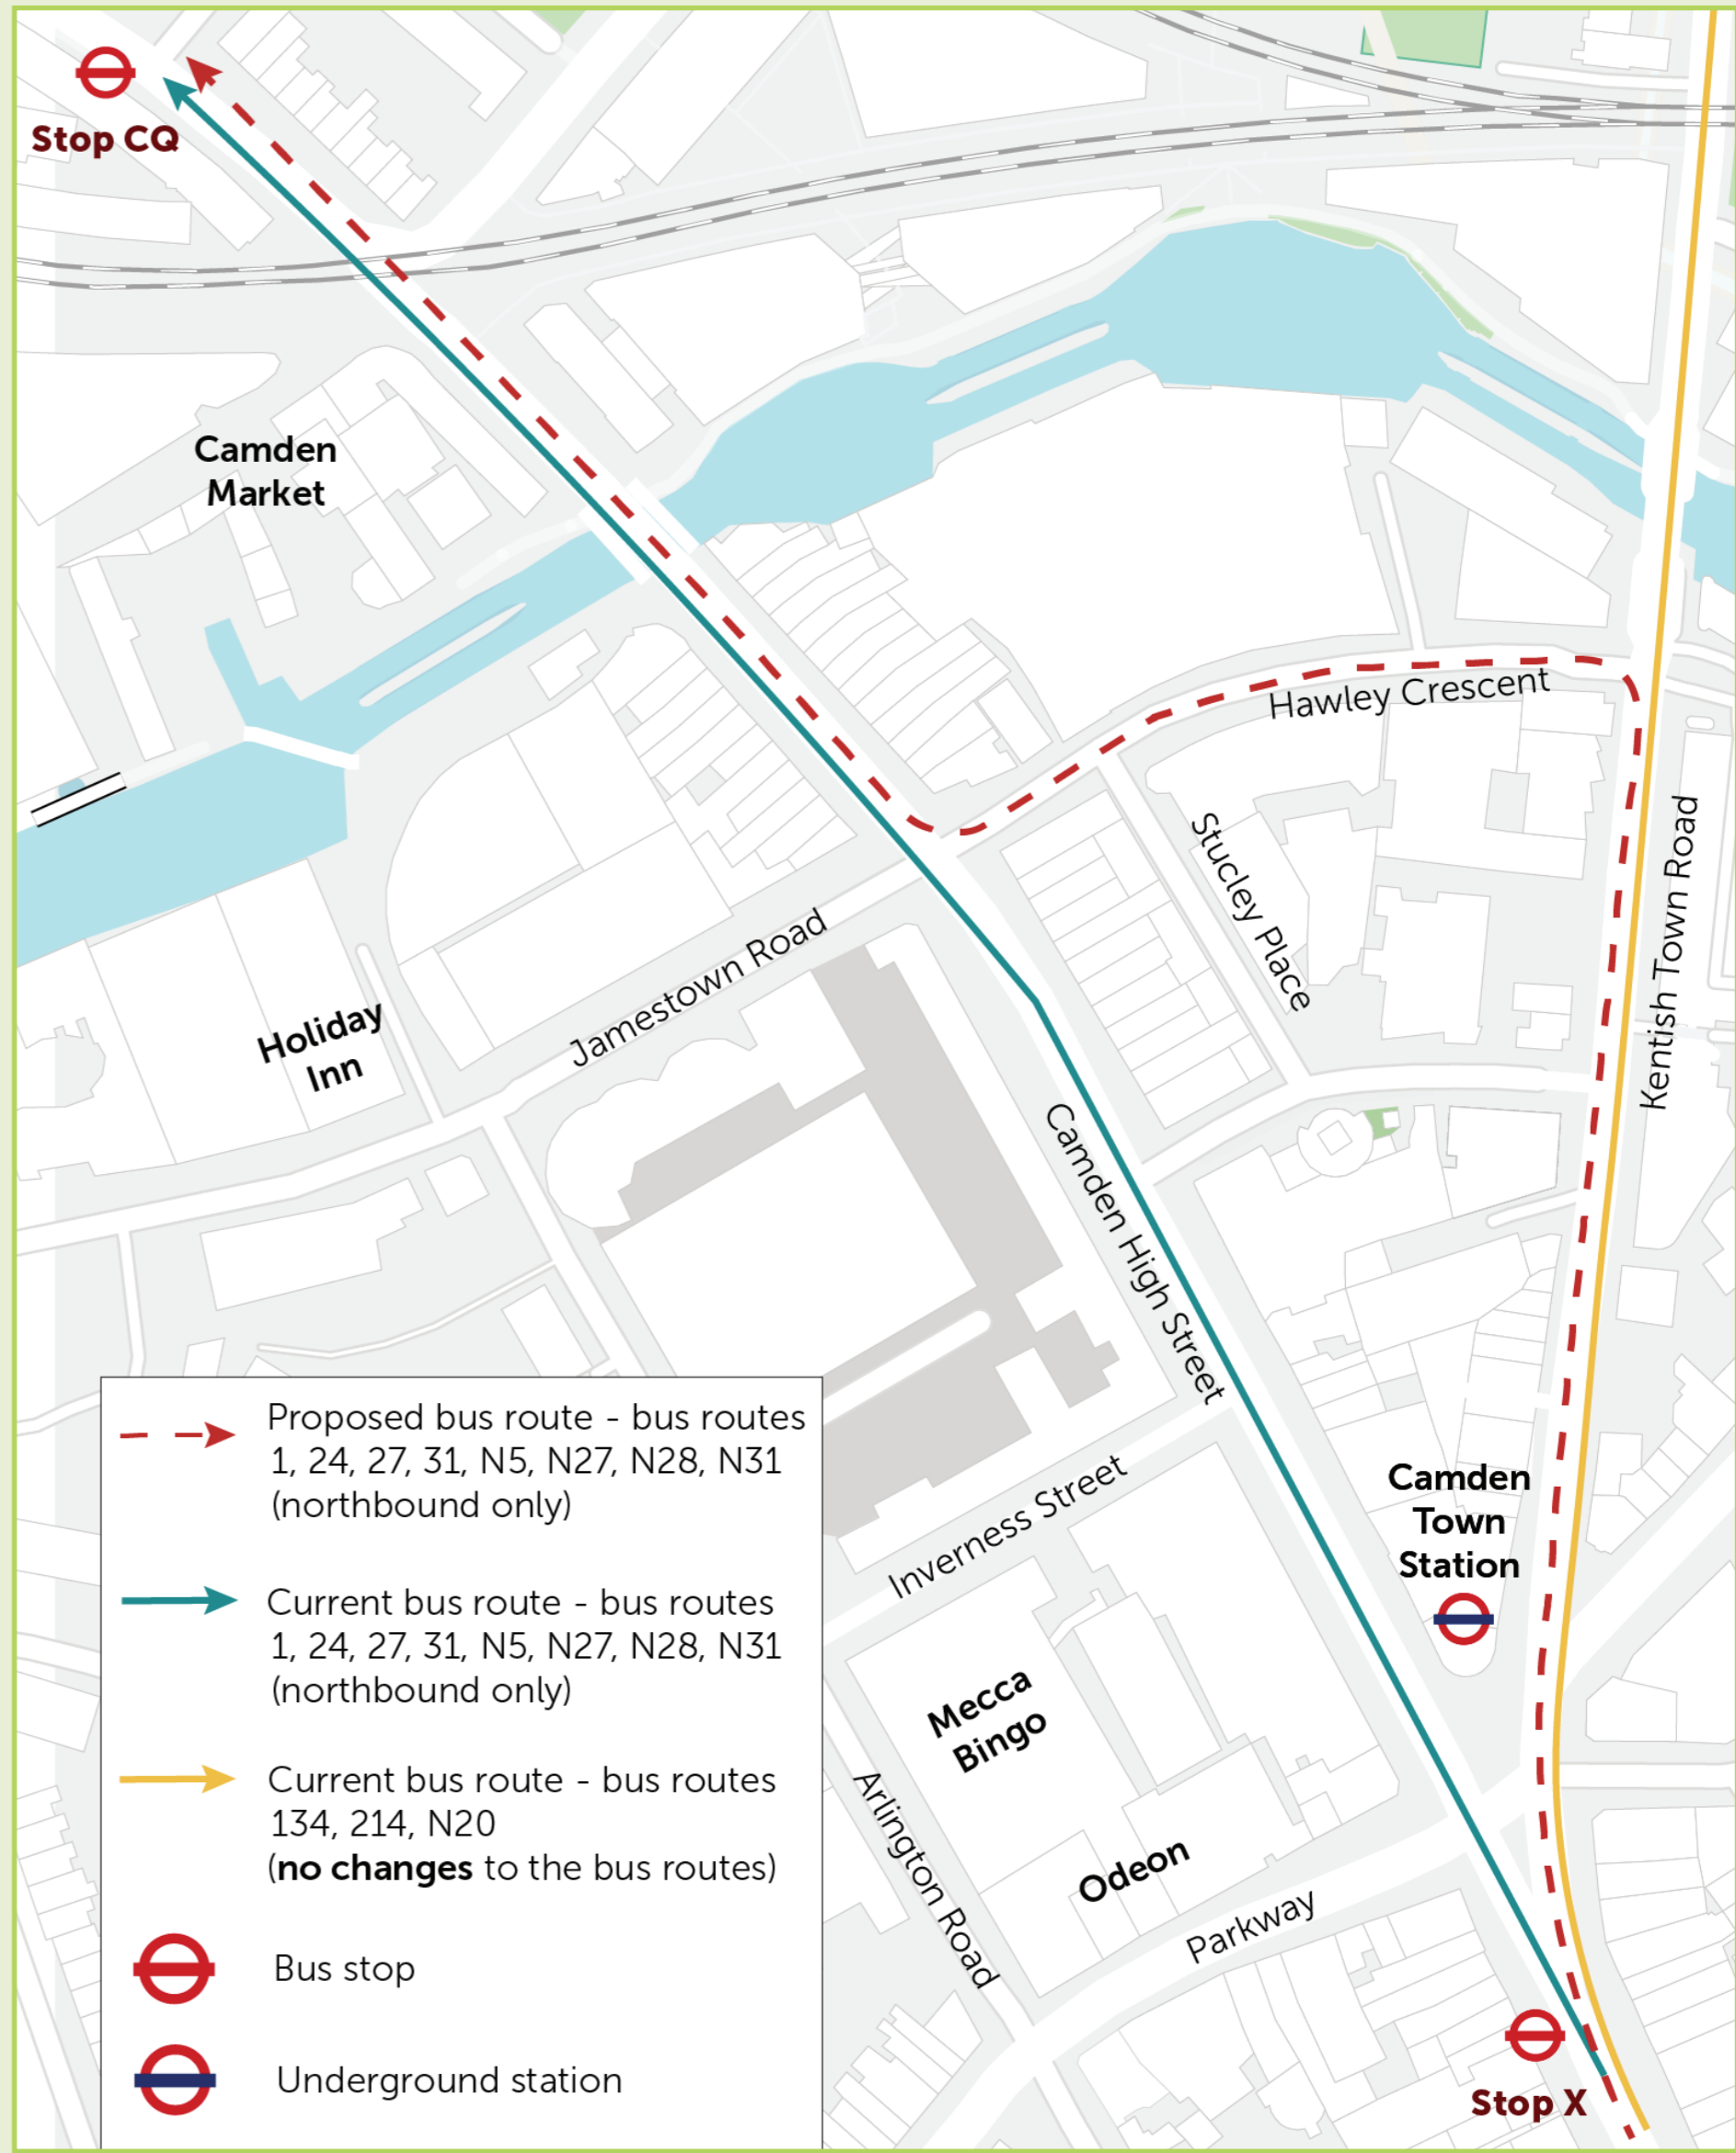 Stop CQ
Camden
Market
Hawley Crescent
Stucley Place
Kentish Town Road
Jamestown Road
Holiday
Inn
Camden High Street
Inverness Street
Camden
Town
Station
Mecca
Bingo
Arlington Road
Odeon
Parkway
Stop X
Proposed bus route - bus routes
1, 24, 27, 31, N5, N27, N28, N31
(northbound only)
Current bus route - bus routes
1, 24, 27, 31, N5, N27, N28, N31
(northbound only)
Current bus route - bus routes
134, 214, N20
(no changes to the bus routes)
Bus stop
Underground station